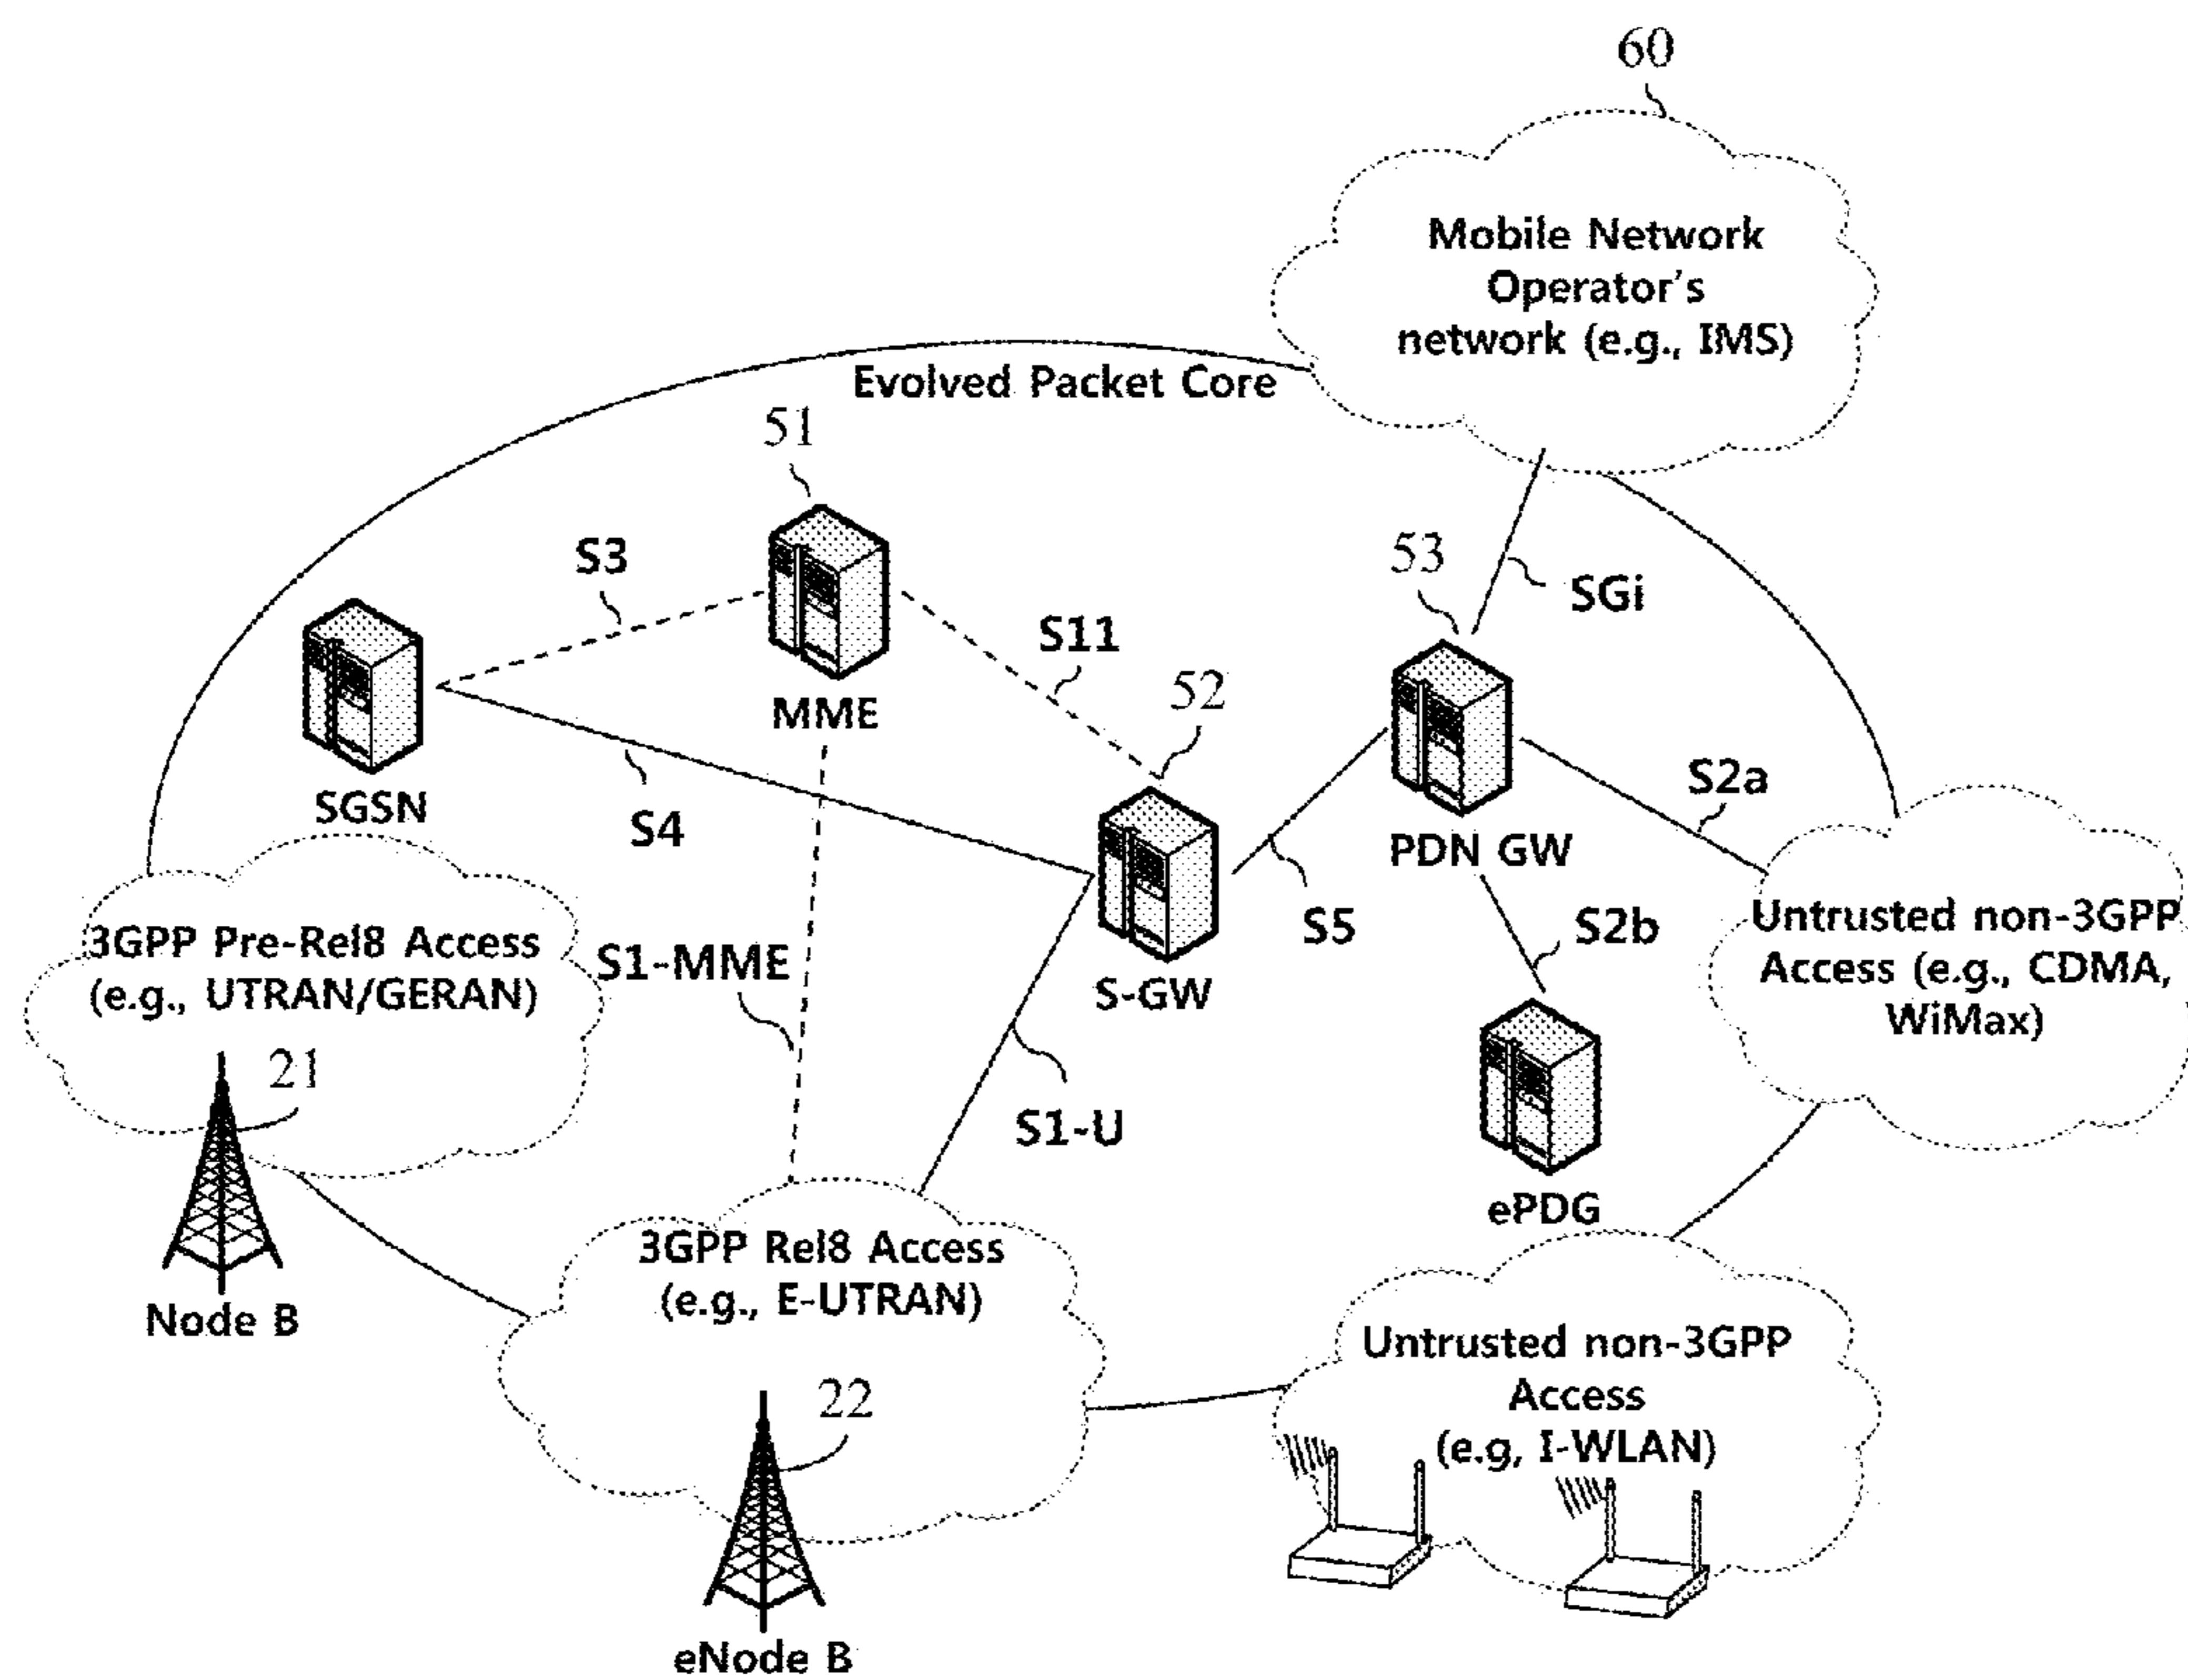 60
Mobile Network
Operator's
network (e.g., IMS)
Evolved Packet Core
51
S3
53
SGi
S11
52
MME
S2a
SGSN
S4
PDN GW
3GPP Pre-Rel8 Access
(e.g., UTRAN/GERAN)
S1-MME
S5
S2b
Untrusted non-3GPP
Access (e.g., CDMA,
WiMax)
S-GW
21
S1-U
ePDG
Node B
3GPP Rel8 Access
(e.g., E-UTRAN)
22
Untrusted non-3GPP
Access
(e.g, I-WLAN)
eNode B